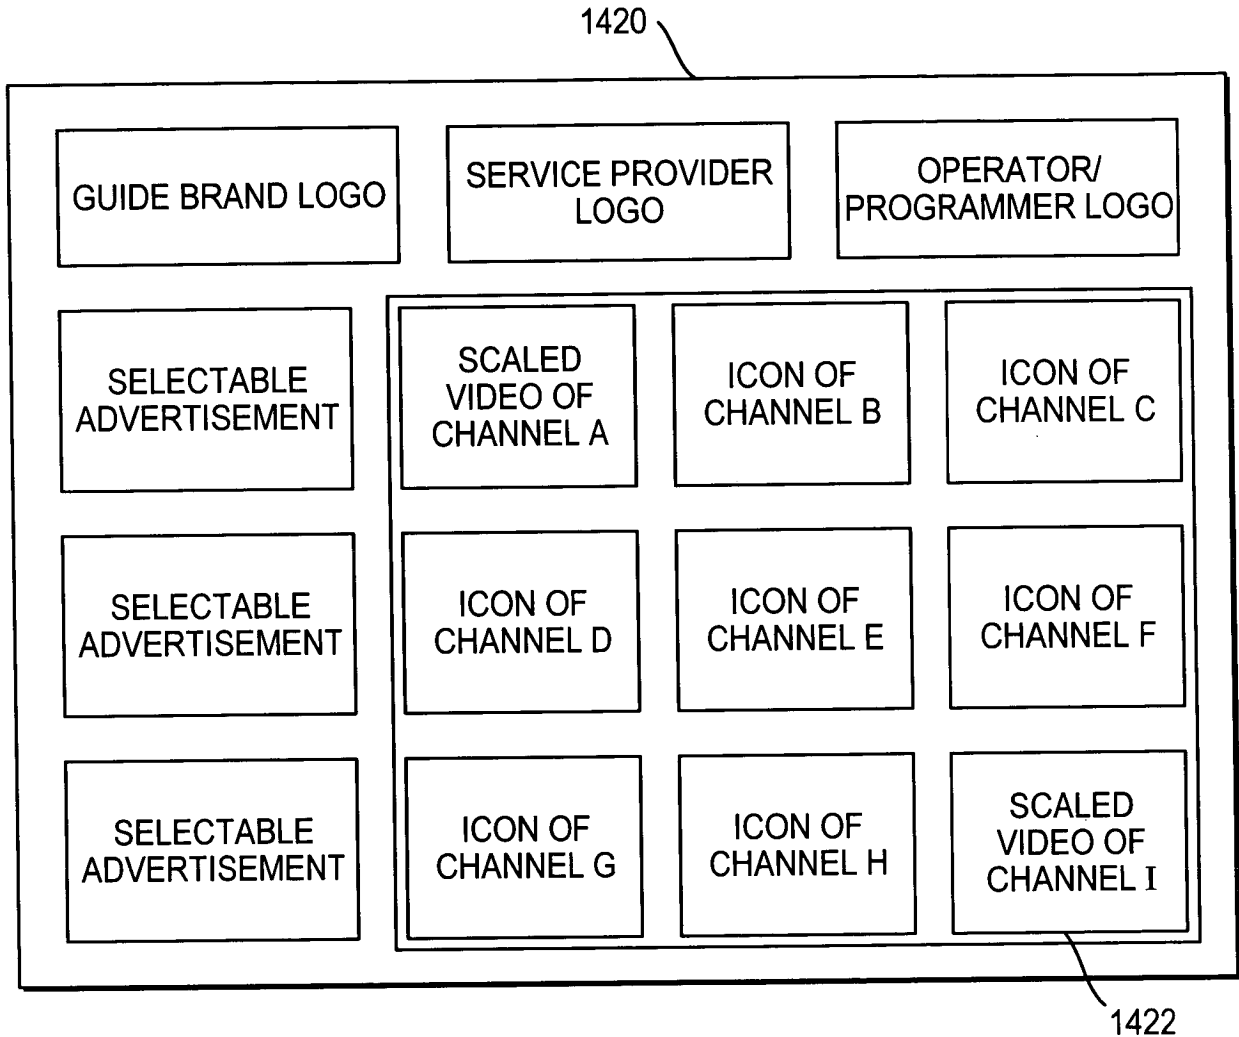 1420
GUIDE BRAND LOGO
SERVICE PROVIDER
LOGO
OPERATOR/
PROGRAMMER LOGO
SELECTABLE
ADVERTISEMENT
SCALED
VIDEO OF
CHANNEL A
ICON OF
CHANNEL B
ICON OF
CHANNEL C
SELECTABLE
ADVERTISEMENT
ICON OF
CHANNEL D
ICON OF
CHANNEL E
ICON OF
CHANNEL F
SELECTABLE
ADVERTISEMENT
ICON OF
CHANNEL G
ICON OF
CHANNEL H
SCALED
VIDEO OF
CHANNEL I
1422